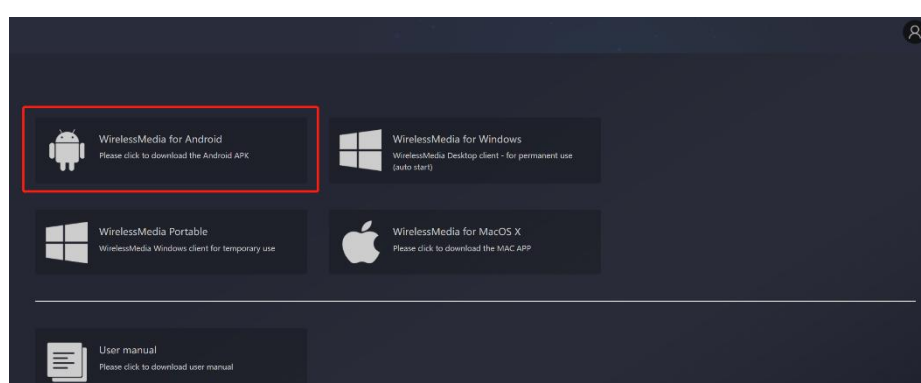 WirelessMedia for Android
Please click to download the Android APK
WirelessMedia for Windows
WirelessMedia Desktop client - for permanent use
(auto start)
WirelessMedia Portable
WirelessMedia Windows client for temporary use
WirelessMedia for MacOS X
Please click to download the MAC APP
User manual
Please click to download user manual